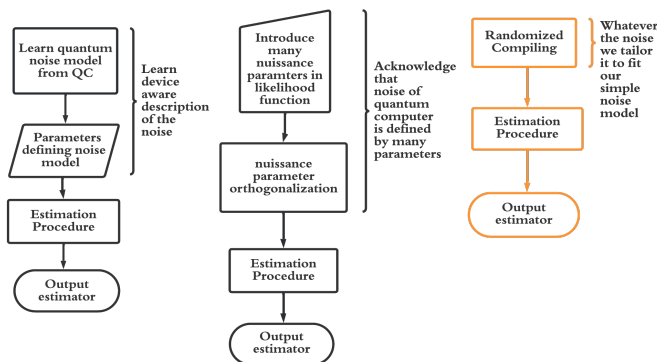 Learn quantum
noise model
from QC
Parameters
defining noise
model
Estimation
Procedure
Output
estimator
Learn
device
aware
description
of the
noise
Introduce
many
nuissance
paramters in
likelihood
function
nuissance
parameter
orthogonalization
Estimation
Procedure
Output
estimator
Acknowledge
that
noise of
quantum
computer
is defined
by many
parameters
Randomized
Compiling
Estimation
Procedure
Output
estimator
Whatever
the noise
we tailor
it to fit
our
simple
noise
model